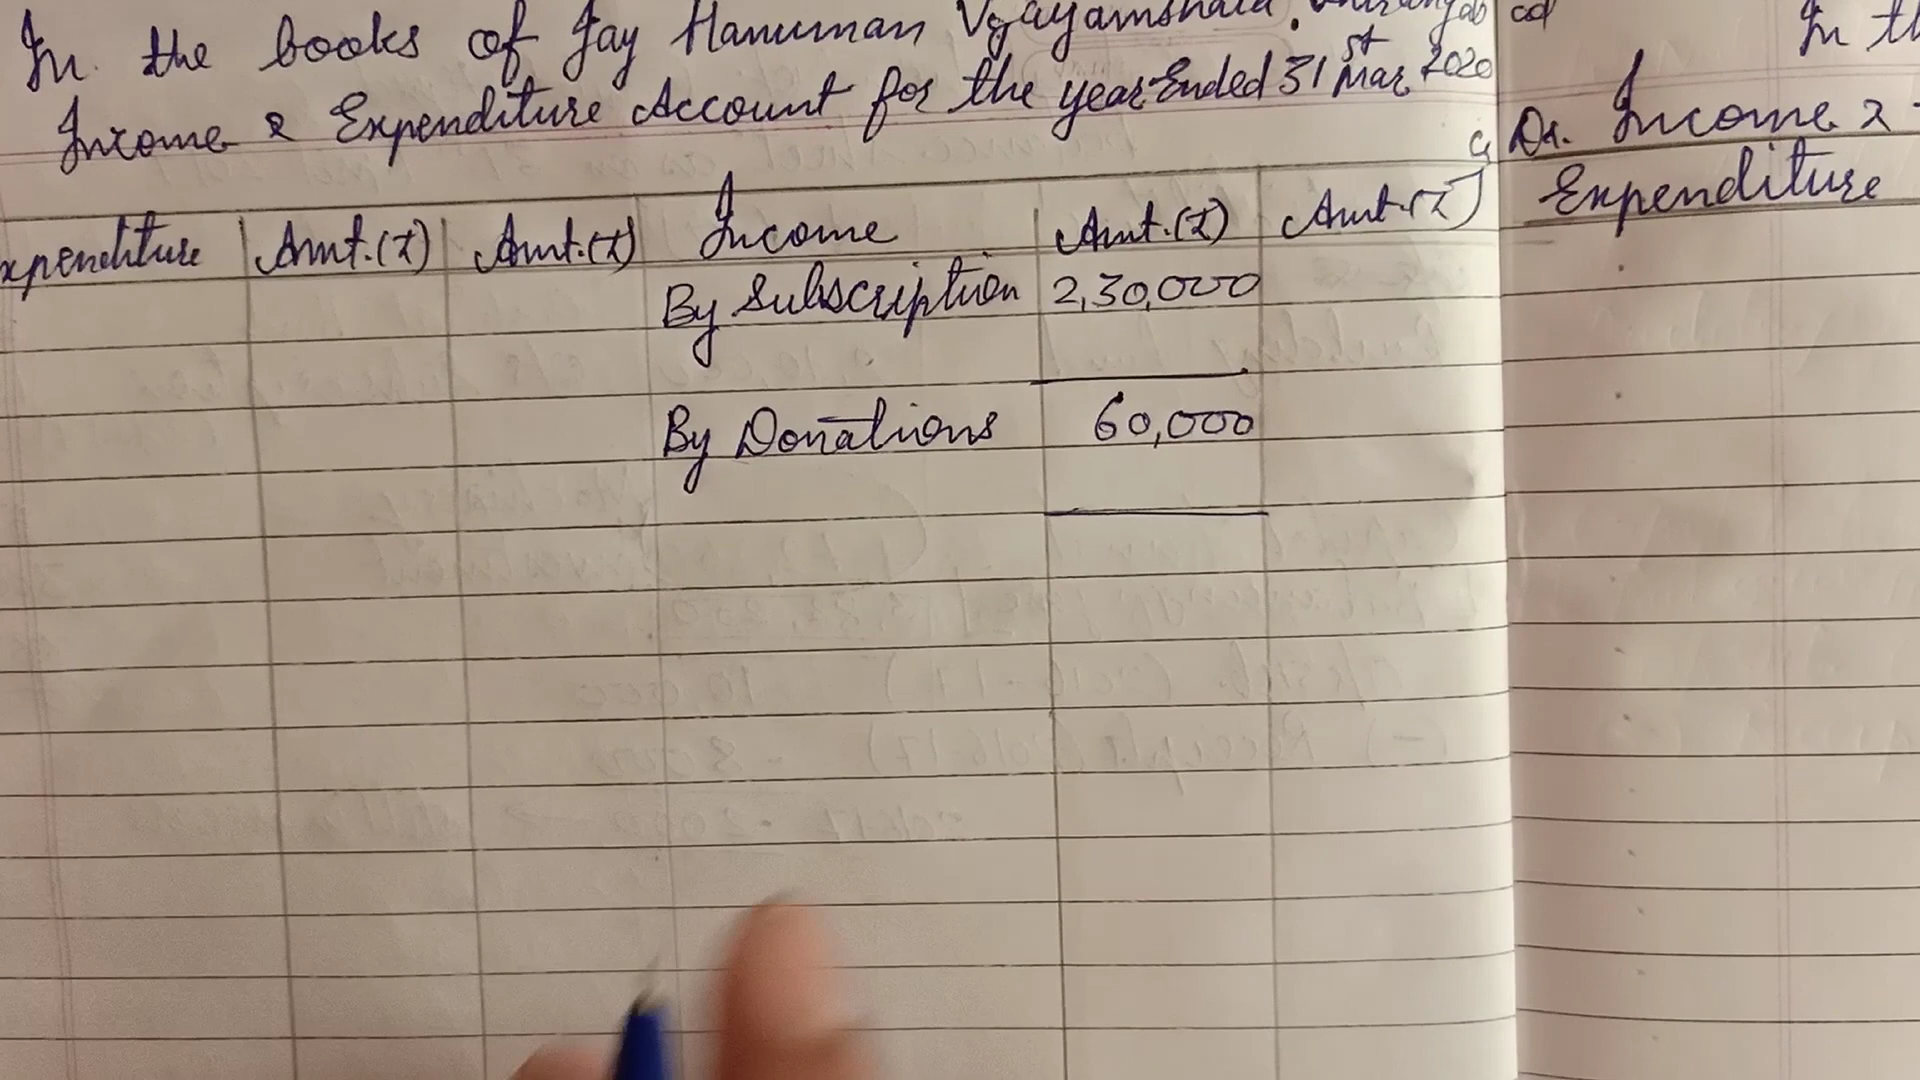 In the books of Jay Hanuman Vyayamshala,
Income & Expenditure Account for the year Ended 31st Mar 2020
xpenditure Amt.(₹) Amt.(₹) Income Amt.(₹) Amt.(₹)
By Subscription 2,30,000
By Donations 60,000
In th
Dr. Income &
Expenditure